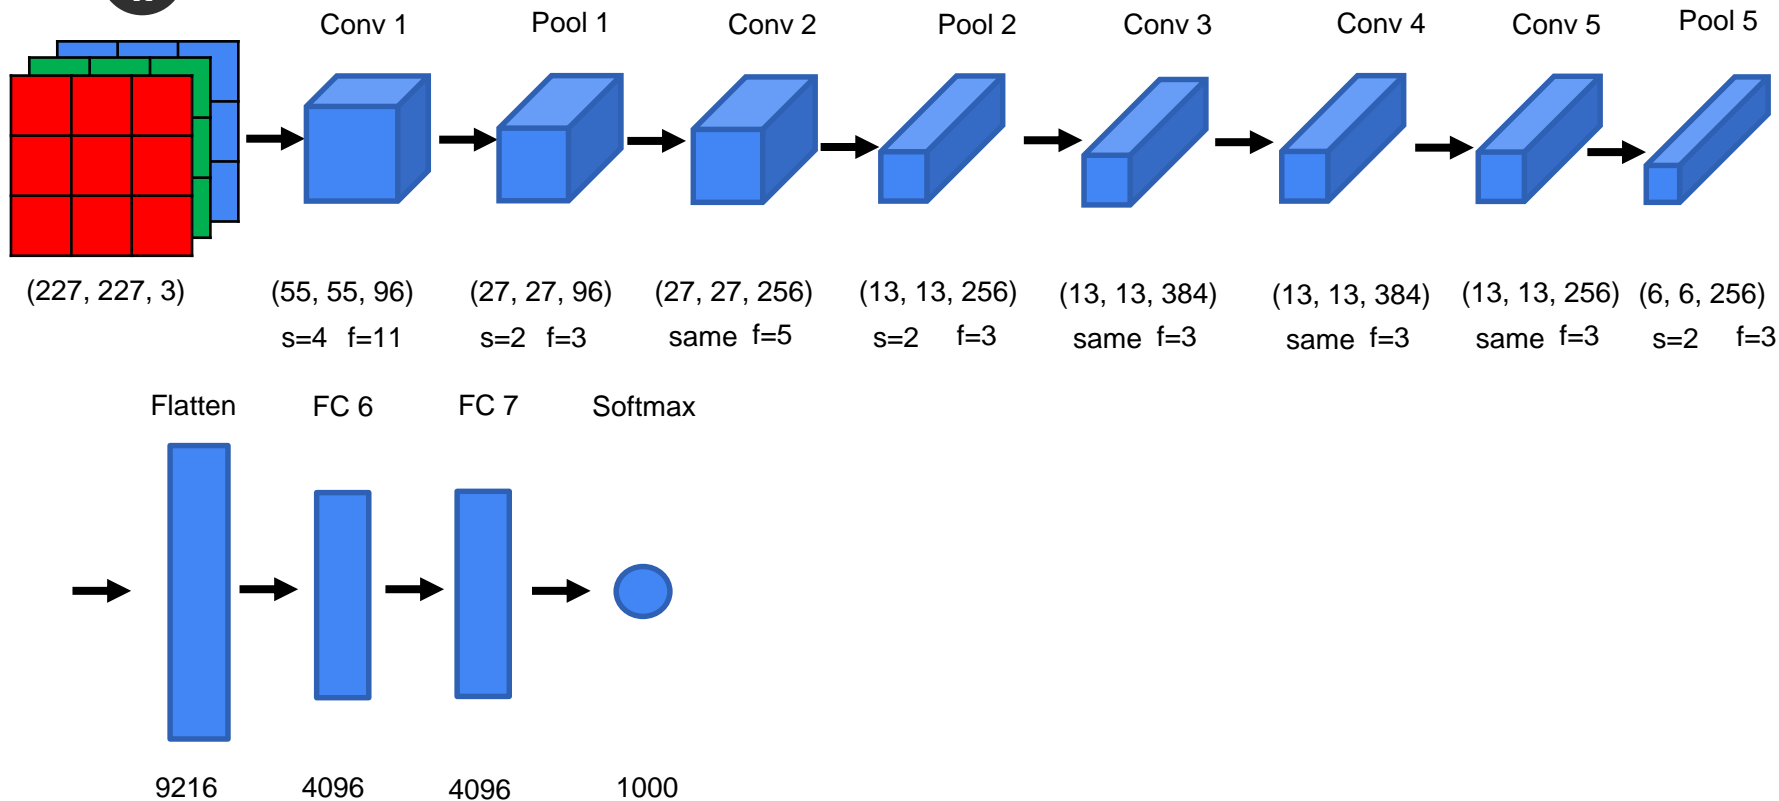 Conv 1 Pool 1 Conv 2 Pool 2 Conv 3 Conv 4 Conv 5 Pool 5
(227, 227, 3) (55, 55, 96) (27, 27, 96) (27, 27, 256) (13, 13, 256) (13, 13, 384) (13, 13, 384) (13, 13, 256) (6, 6, 256)
s=4 f=11 s=2 f=3 same f=5 s=2 f=3 same f=3 same f=3 same f=3 s=2 f=3
Flatten FC 6 FC 7 Softmax
9216 4096 4096 1000